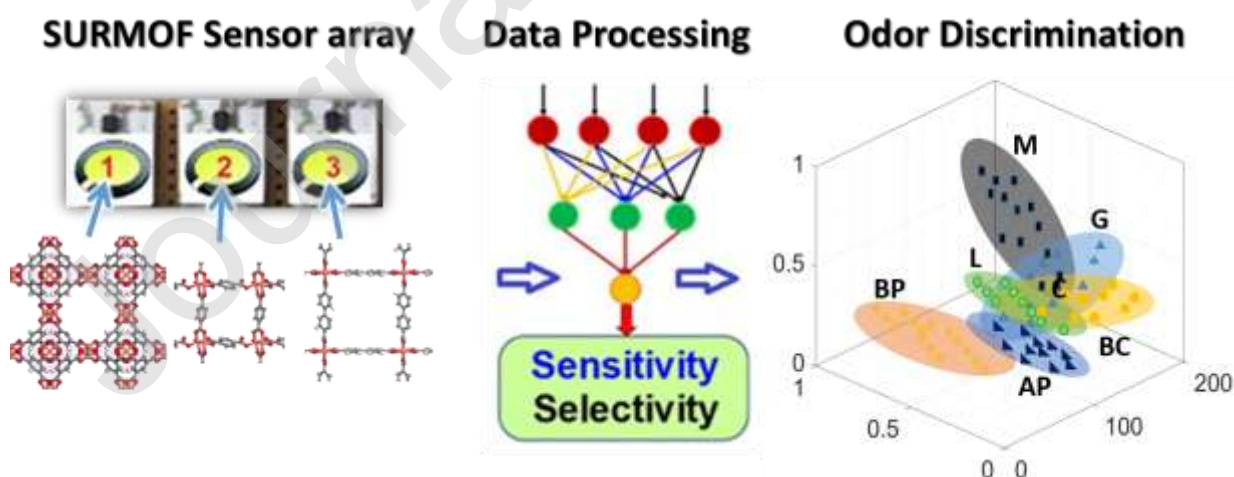 SURMOF Sensor array
Data Processing
Odor Discrimination
Journa
1
2
3
Sensitivity
Selectivity
M
G
L
C
BP
BC
AP
1
0.5
0
1
0.5
0
0
100
200